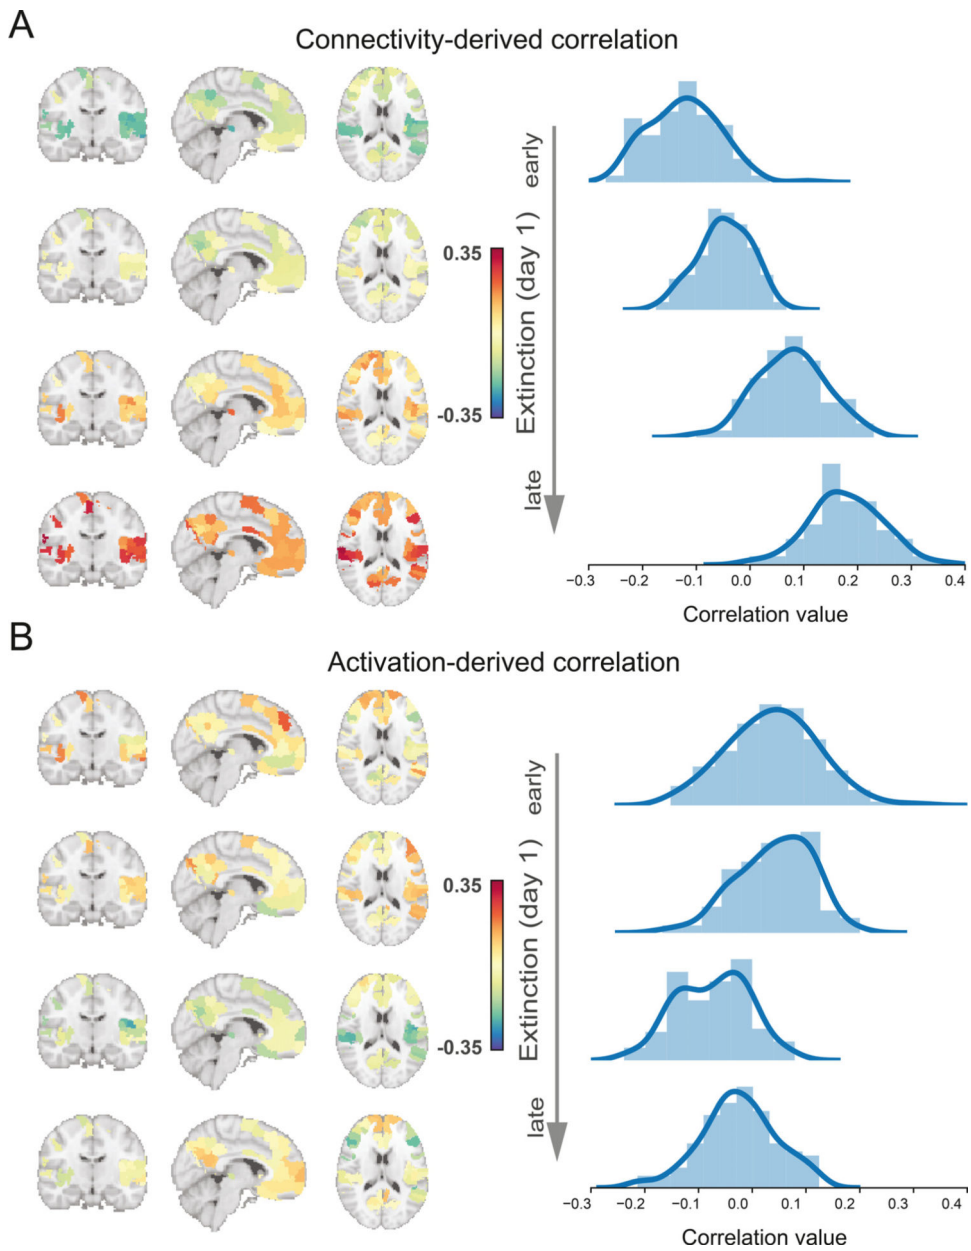 A
Connectivity-derived correlation
early
0.35
Extinction (day 1)
-0.35
late
−0.3 −0.2 −0.1 0.0 0.1 0.2 0.3 0.4
Correlation value
B
Activation-derived correlation
early
0.35
Extinction (day 1)
-0.35
late
−0.3 −0.2 −0.1 0.0 0.1 0.2 0.3 0.4
Correlation value